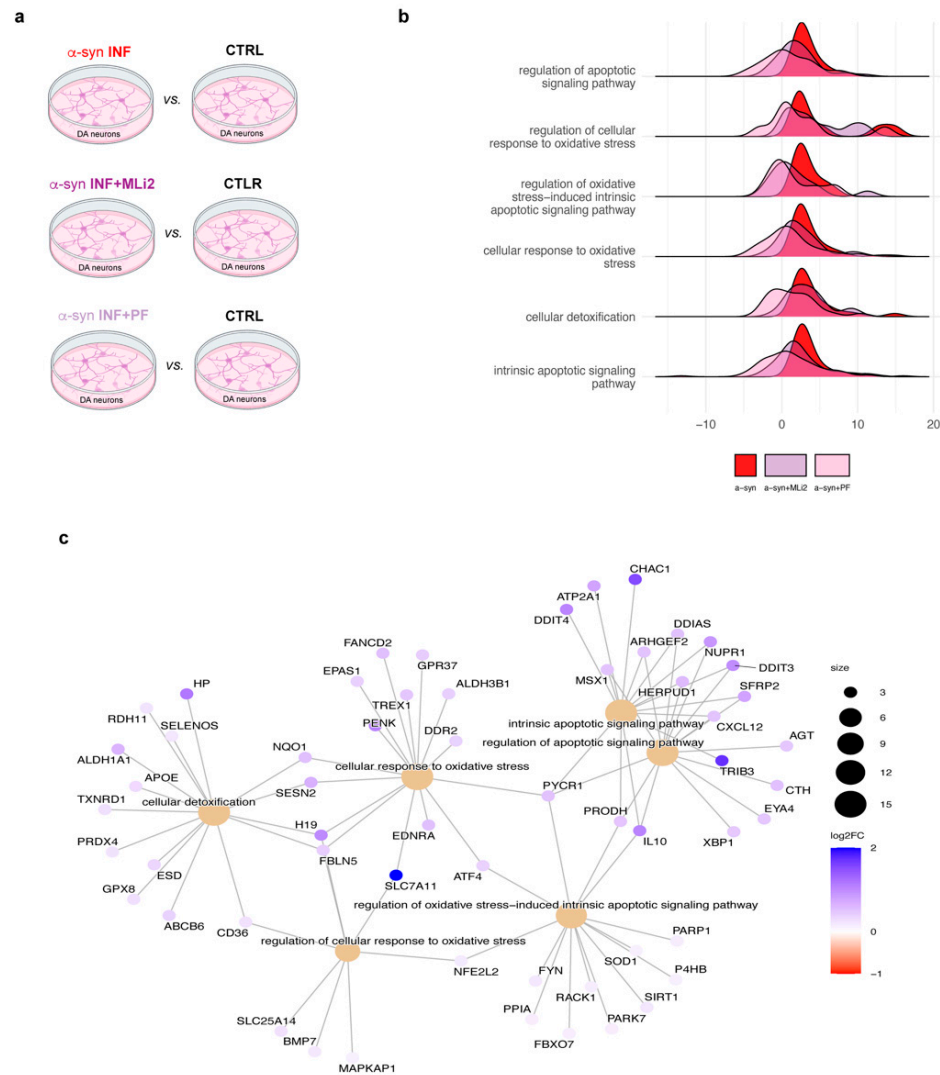 a
α-syn INF
CTRL
vs.
DA neurons
DA neurons
α-syn INF+MLi2
CTLR
vs.
DA neurons
DA neurons
α-syn INF+PF
CTRL
vs.
DA neurons
DA neurons
b
regulation of apoptotic
signaling pathway
regulation of cellular
response to oxidative stress
regulation of oxidative
stress−induced intrinsic
apoptotic signaling pathway
cellular response to oxidative
stress
cellular detoxification
intrinsic apoptotic signaling
pathway
−10
0
10
20
a−syn
a−syn+MLi2
a−syn+PF
c
CHAC1
ATP2A1
DDIT4
DDIAS
ARHGEF2
NUPR1
FANCD2
GPR37
DDIT3
EPAS1
MSX1
HERPUD1
SFRP2
HP
TREX1
ALDH3B1
RDH11
PENK
DDR2
intrinsic apoptotic signaling pathway
CXCL12
SELENOS
NQO1
regulation of apoptotic signaling pathway
AGT
ALDH1A1
cellular response to oxidative stress
TRIB3
APOE
SESN2
PYCR1
CTH
TXNRD1
cellular detoxification
PRODH
EYA4
H19
EDNRA
IL10
XBP1
PRDX4
FBLN5
ESD
SLC7A11
ATF4
GPX8
regulation of oxidative stress−induced intrinsic apoptotic signaling pathway
ABCB6
CD36
regulation of cellular response to oxidative stress
PARP1
NFE2L2
FYN
SOD1
P4HB
RACK1
SIRT1
PPIA
PARK7
SLC25A14
FBXO7
BMP7
MAPKAP1
size
3
6
9
12
15
log2FC
2
1
0
−1